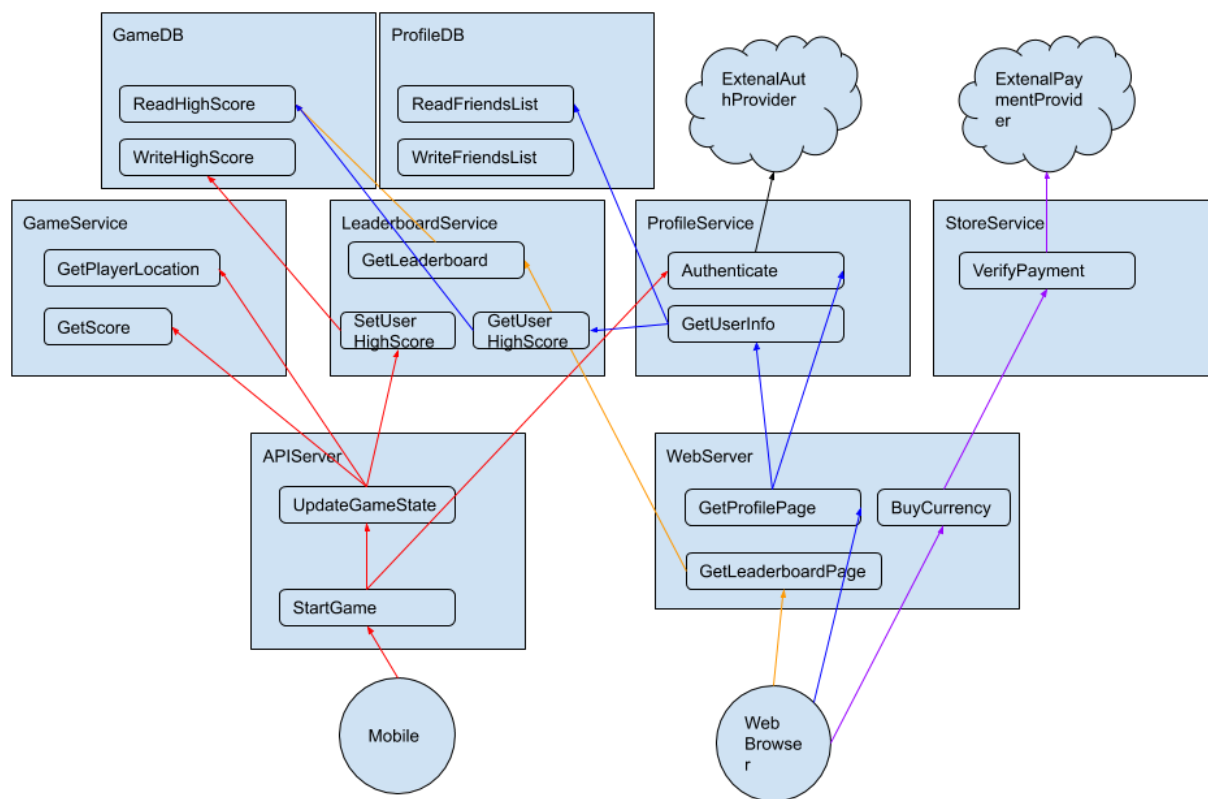 GameDB
ProfileDB
ReadHighScore
WriteHighScore
ReadFriendsList
WriteFriendsList
ExtenalAut
hProvider
ExtenalPay
mentProvid
er
GameService
GetPlayerLocation
GetScore
LeaderboardService
GetLeaderboard
SetUser
HighScore
GetUser
HighScore
ProfileService
Authenticate
GetUserInfo
StoreService
VerifyPayment
APIServer
UpdateGameState
StartGame
WebServer
GetProfilePage
BuyCurrency
GetLeaderboardPage
Mobile
Web
Browse
r